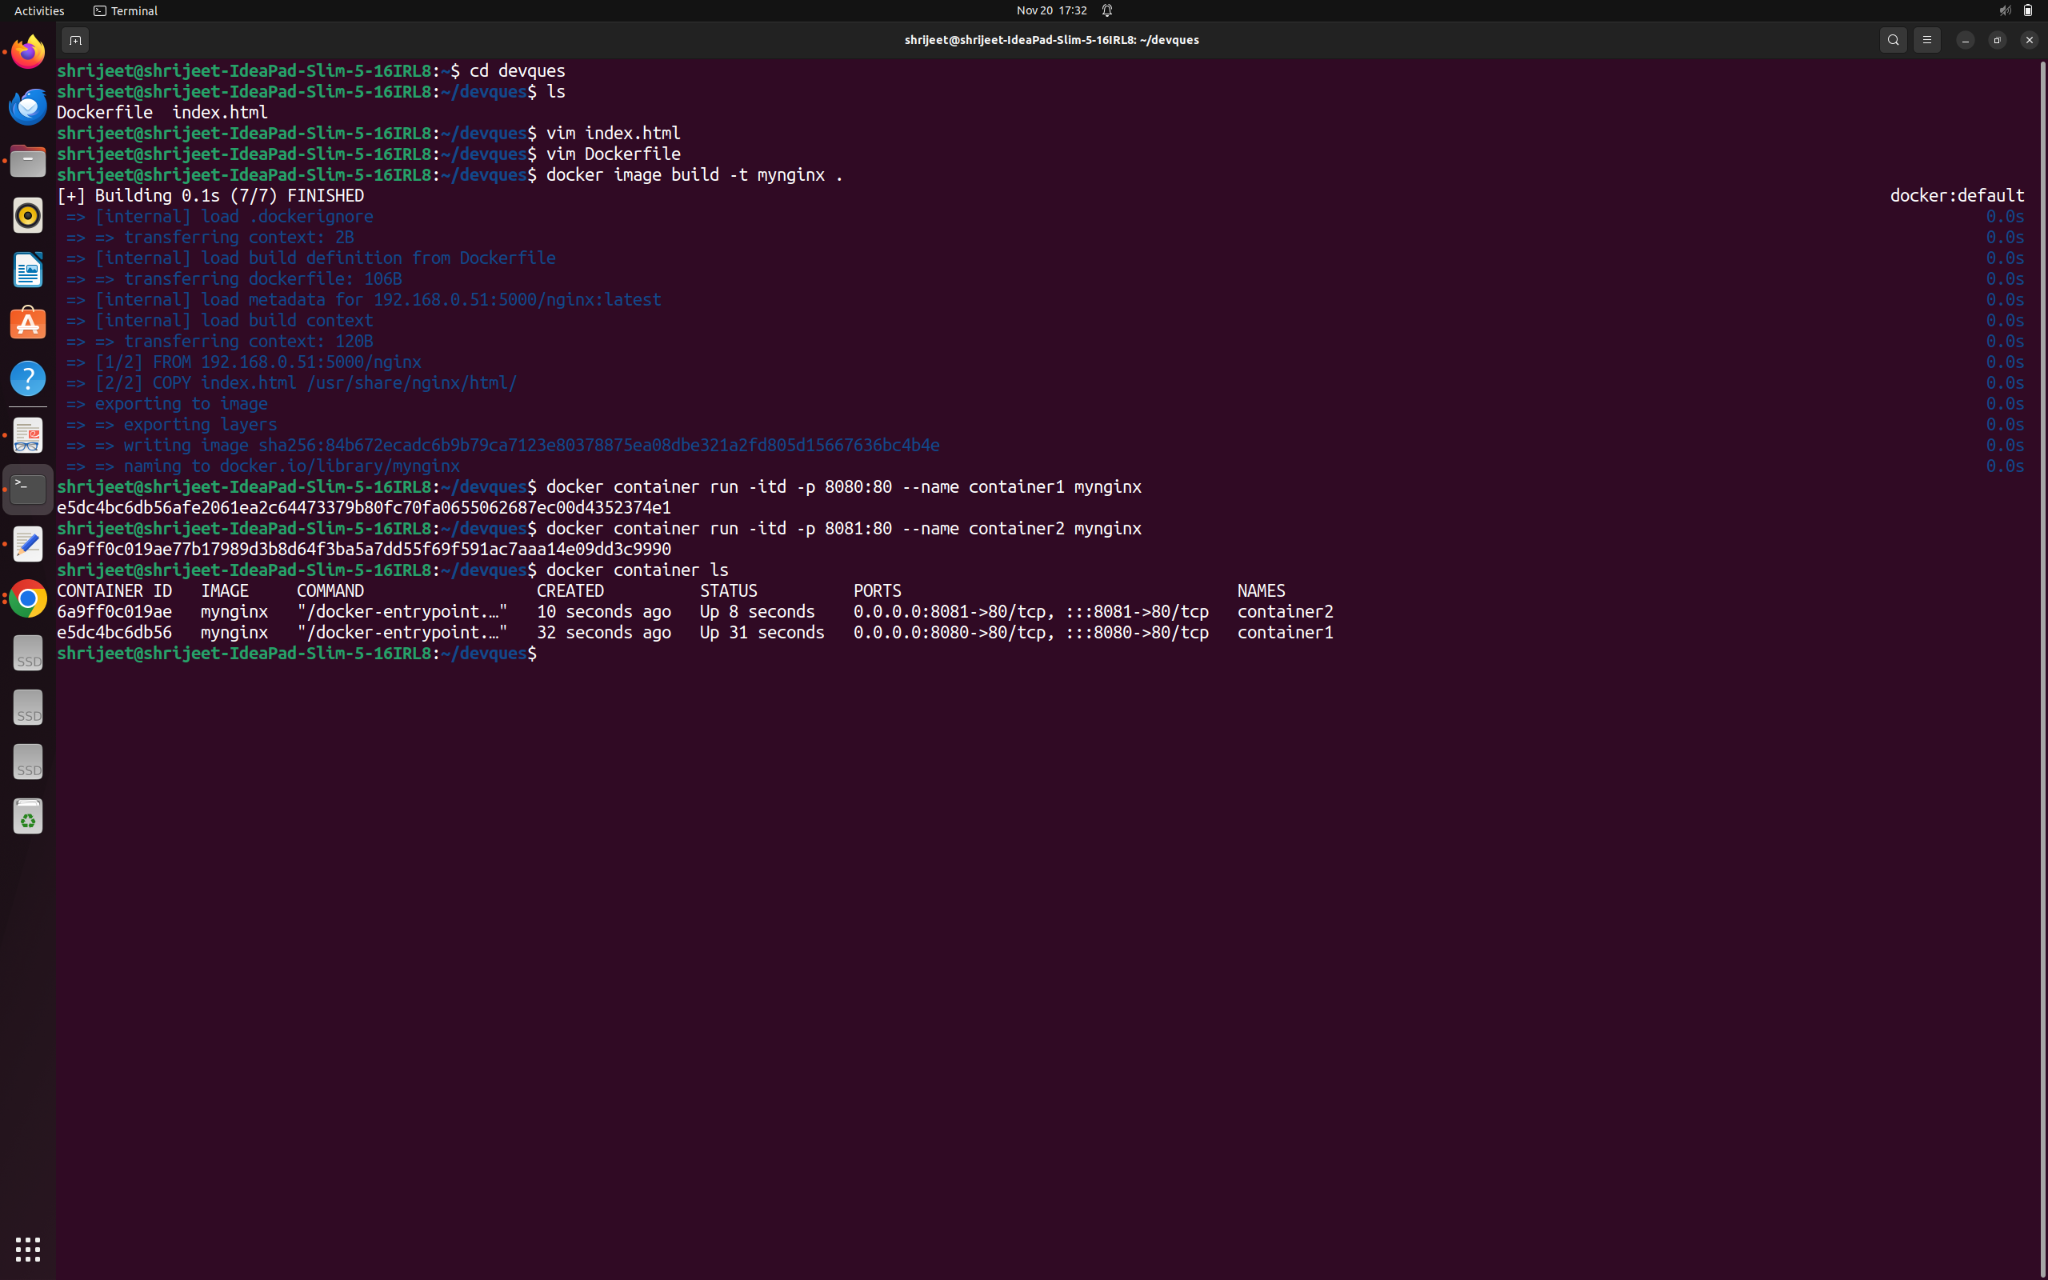 Activities Terminal Nov 20 17:32
shrijeet@shrijeet-IdeaPad-Slim-5-16IRL8: ~/devques
shrijeet@shrijeet-IdeaPad-Slim-5-16IRL8:~$ cd devques
shrijeet@shrijeet-IdeaPad-Slim-5-16IRL8:~/devques$ ls
Dockerfile  index.html
shrijeet@shrijeet-IdeaPad-Slim-5-16IRL8:~/devques$ vim index.html
shrijeet@shrijeet-IdeaPad-Slim-5-16IRL8:~/devques$ vim Dockerfile
shrijeet@shrijeet-IdeaPad-Slim-5-16IRL8:~/devques$ docker image build -t mynginx .
[+] Building 0.1s (7/7) FINISHED docker:default
=> [internal] load .dockerignore 0.0s
=> => transferring context: 2B 0.0s
=> [internal] load build definition from Dockerfile 0.0s
=> => transferring dockerfile: 106B 0.0s
=> [internal] load metadata for 192.168.0.51:5000/nginx:latest 0.0s
=> [internal] load build context 0.0s
=> => transferring context: 120B 0.0s
=> [1/2] FROM 192.168.0.51:5000/nginx 0.0s
=> [2/2] COPY index.html /usr/share/nginx/html/ 0.0s
=> exporting to image 0.0s
=> => exporting layers 0.0s
=> => writing image sha256:84b672ecadc6b9b79ca7123e80378875ea08dbe321a2fd805d15667636bc4b4e 0.0s
=> => naming to docker.io/library/mynginx 0.0s
shrijeet@shrijeet-IdeaPad-Slim-5-16IRL8:~/devques$ docker container run -itd -p 8080:80 --name container1 mynginx
e5dc4bc6db56afe2061ea2c64473379b80fc70fa0655062687ec00d4352374e1
shrijeet@shrijeet-IdeaPad-Slim-5-16IRL8:~/devques$ docker container run -itd -p 8081:80 --name container2 mynginx
6a9ff0c019ae77b17989d3b8d64f3ba5a7dd55f69f591ac7aaa14e09dd3c9990
shrijeet@shrijeet-IdeaPad-Slim-5-16IRL8:~/devques$ docker container ls
CONTAINER ID   IMAGE     COMMAND                  CREATED          STATUS          PORTS                                   NAMES
6a9ff0c019ae   mynginx   "/docker-entrypoint.…"   10 seconds ago   Up 8 seconds    0.0.0.0:8081->80/tcp, :::8081->80/tcp   container2
e5dc4bc6db56   mynginx   "/docker-entrypoint.…"   32 seconds ago   Up 31 seconds   0.0.0.0:8080->80/tcp, :::8080->80/tcp   container1
shrijeet@shrijeet-IdeaPad-Slim-5-16IRL8:~/devques$
SSD
SSD
SSD